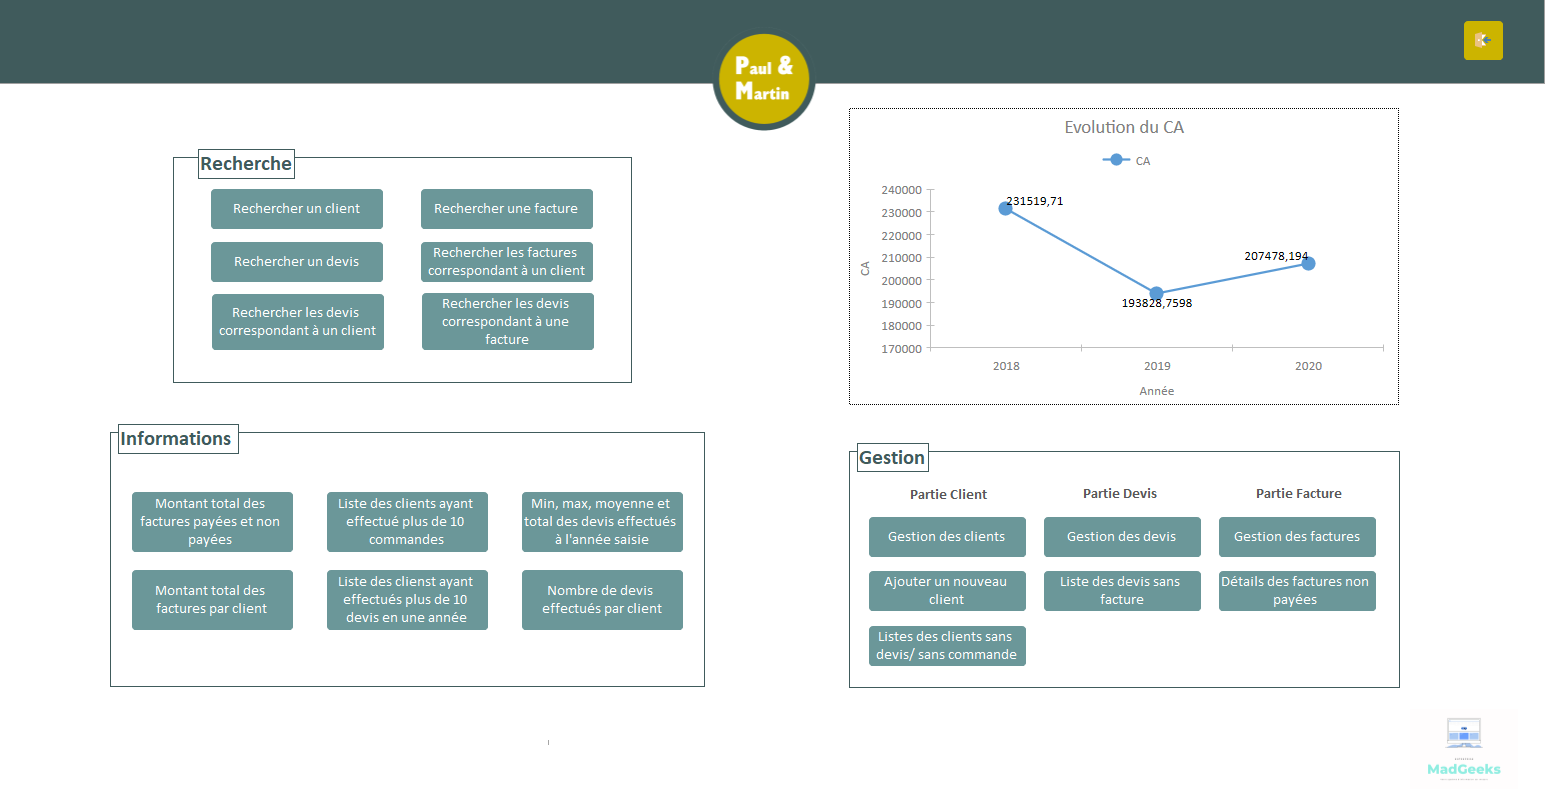 Paul &
Martin
Recherche
Rechercher un client
Rechercher une facture
Rechercher un devis
Rechercher les factures
correspondant à un client
Rechercher les devis
correspondant à un client
Rechercher les devis
correspondant à une
facture
Evolution du CA
CA
240000
230000
220000
210000
200000
190000
180000
170000
CA
231519,71
193828,7598
207478,194
2018
2019
2020
Année
Informations
Montant total des
factures payées et non
payées
Liste des clients ayant
effectué plus de 10
commandes
Min, max, moyenne et
total des devis effectués
à l'année saisie
Montant total des
factures par client
Liste des clienst ayant
effectués plus de 10
devis en une année
Nombre de devis
effectués par client
Gestion
Partie Client
Partie Devis
Partie Facture
Gestion des clients
Gestion des devis
Gestion des factures
Ajouter un nouveau
client
Liste des devis sans
facture
Détails des factures non
payées
Listes des clients sans
devis/ sans commande
MadGeeks